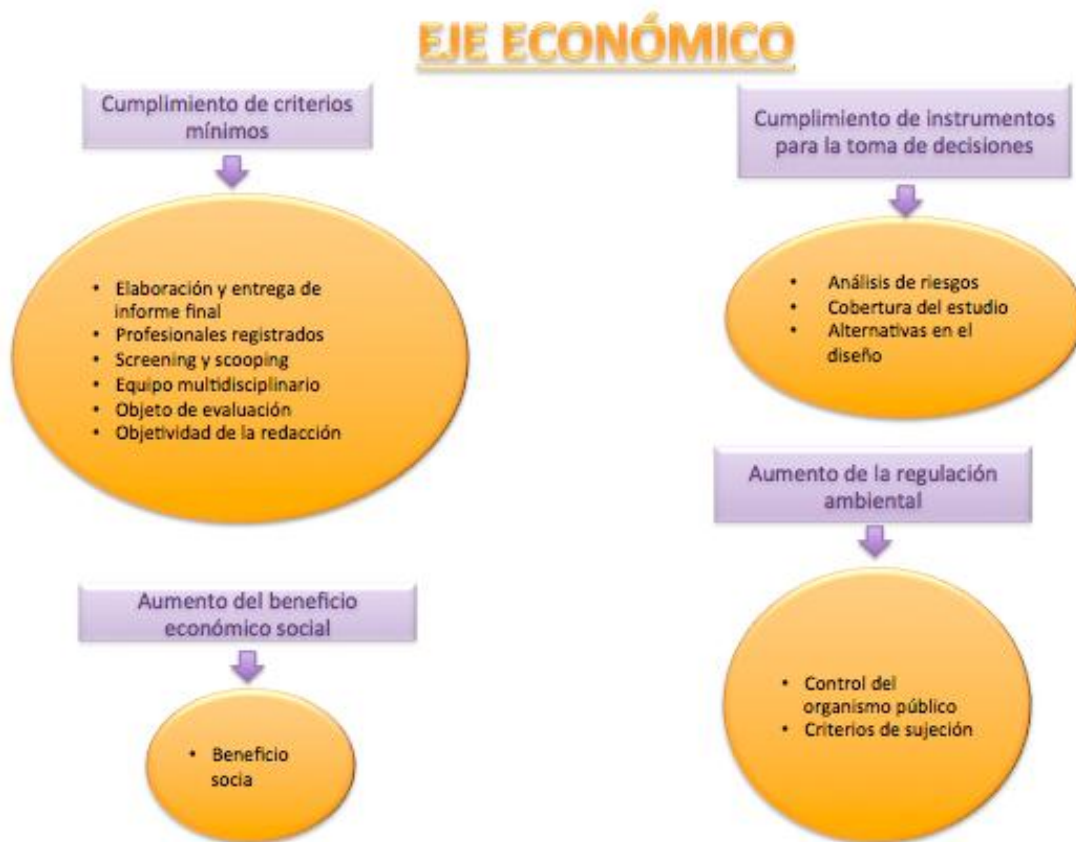 EJE ECONÓMICO
Cumplimiento de criterios
mínimos
• Elaboración y entrega de
informe final
• Profesionales registrados
• Screening y scooping
• Equipo multidisciplinario
• Objeto de evaluación
• Objetividad de la redacción
Cumplimiento de instrumentos
para la toma de decisiones
• Análisis de riesgos
• Cobertura del estudio
• Alternativas en el
diseño
Aumento del beneficio
económico social
• Beneficio
socia
Aumento de la regulación
ambiental
• Control del
organismo público
• Criterios de sujeción